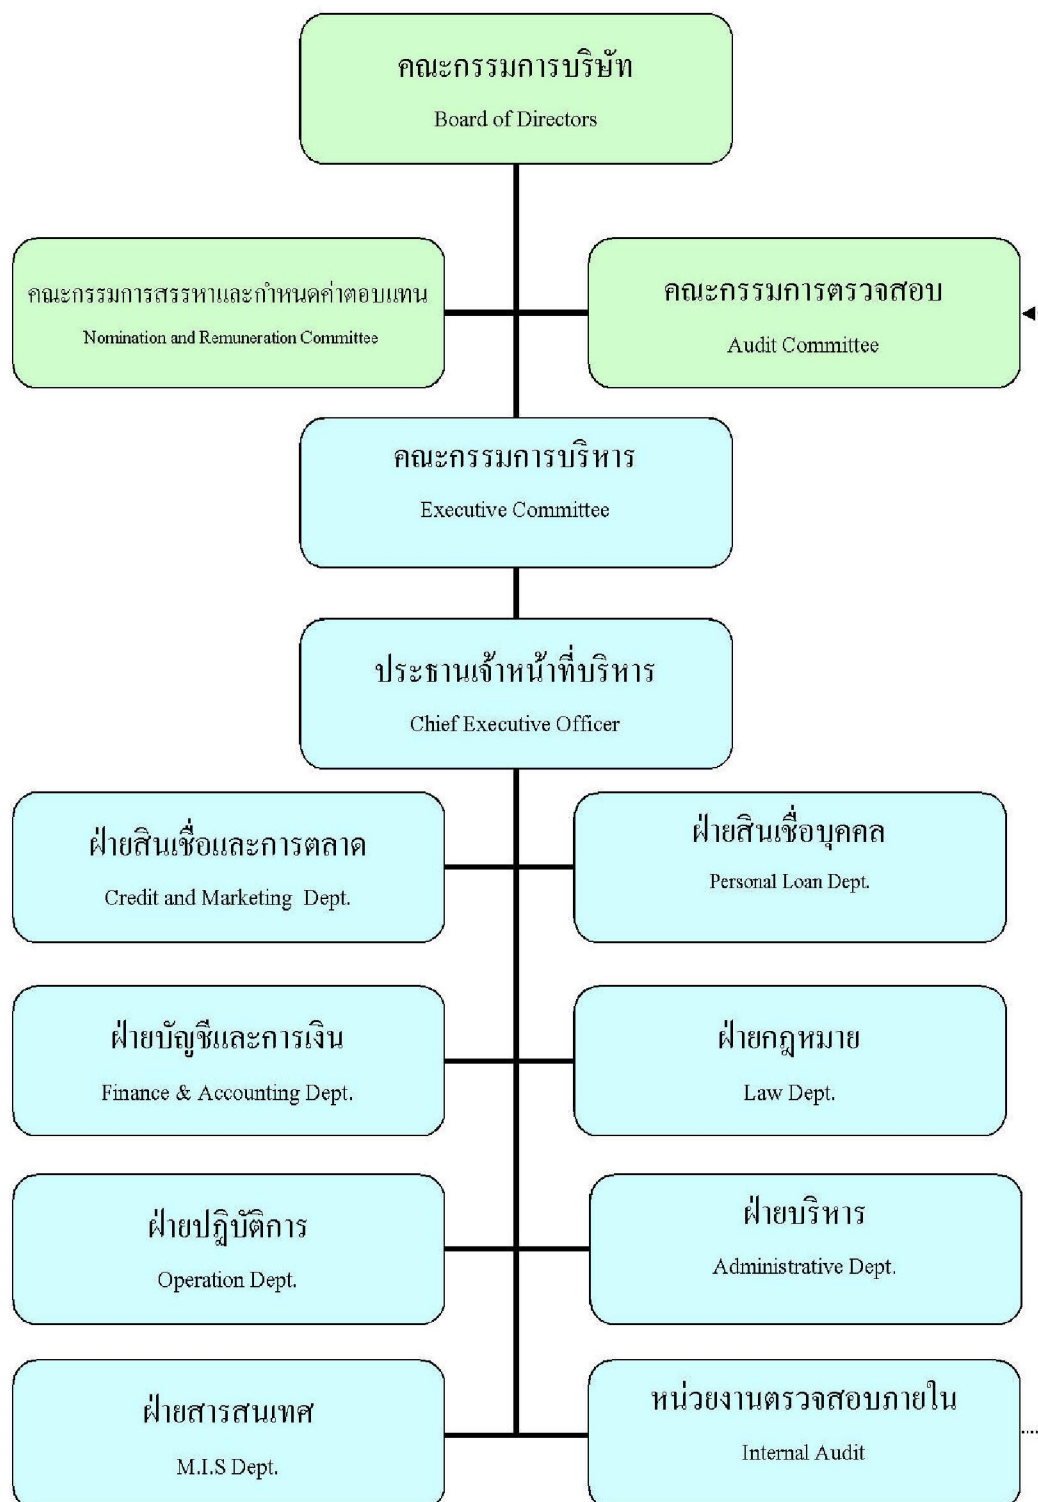 คณะกรรมการบริษัท
Board of Directors
คณะกรรมการสรรหาและกำหนดค่าตอบแทน
Nomination and Remuneration Committee
คณะกรรมการตรวจสอบ
Audit Committee
คณะกรรมการบริหาร
Executive Committee
ประธานเจ้าหน้าที่บริหาร
Chief Executive Officer
ฝ่ายสินเชื่อและการตลาด
Credit and Marketing Dept.
ฝ่ายสินเชื่อบุคคล
Personal Loan Dept.
ฝ่ายบัญชีและการเงิน
Finance & Accounting Dept.
ฝ่ายกฎหมาย
Law Dept.
ฝ่ายปฎิบัติการ
Operation Dept.
ฝ่ายบริหาร
Administrative Dept.
ฝ่ายสารสนเทศ
M.I.S Dept.
หน่วยงานตรวจสอบภายใน
Internal Audit